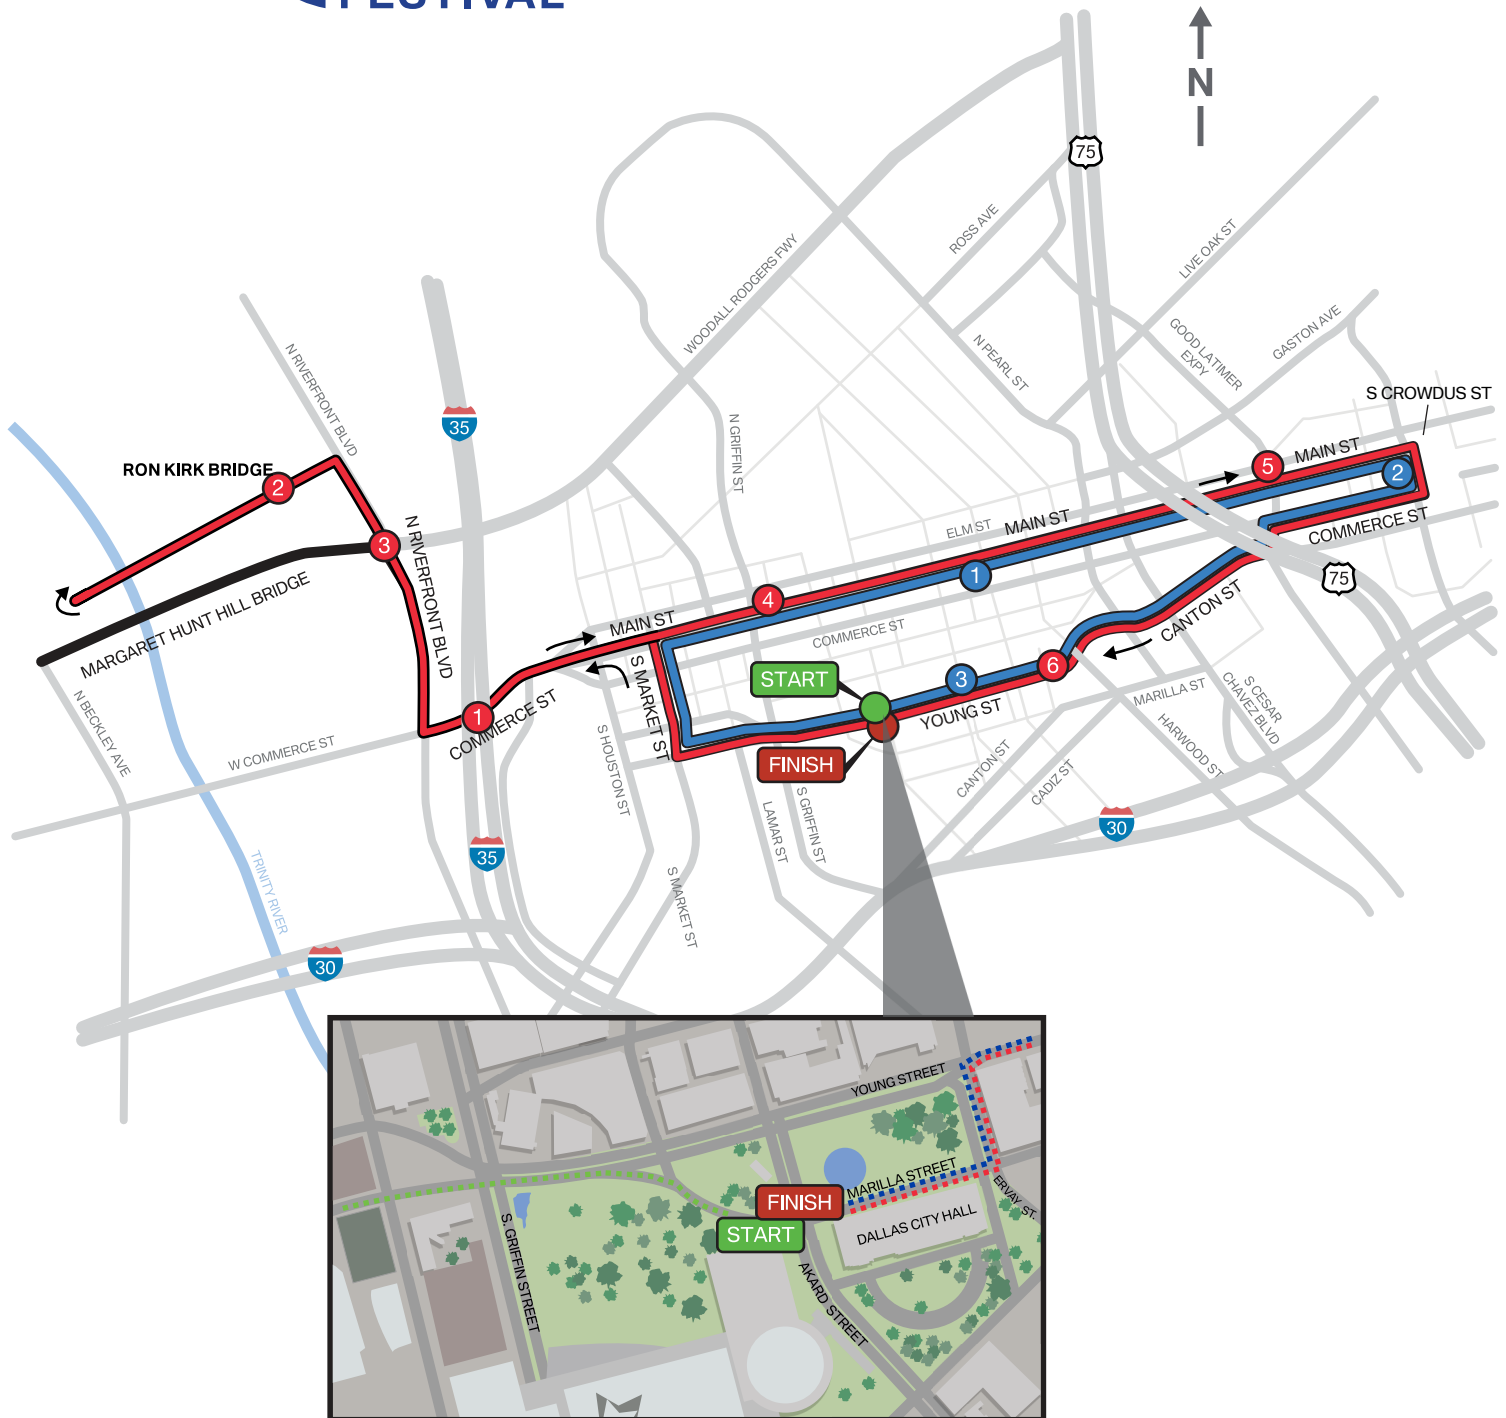 FESTIVAL
N
75
ROSS AVE
LIVE OAK ST
WOODALL RODGERS FWY
N RIVERFRONT BLVD
N PEARL ST
GOOD LATIMER
EXPY
GASTON AVE
S CROWDUS ST
35
N GRIFFIN ST
RON KIRK BRIDGE
2
5
MAIN ST
2
3
N RIVERFRONT BLVD
ELM ST
MAIN ST
COMMERCE ST
MARGARET HUNT HILL BRIDGE
1
75
4
MAIN ST
COMMERCE ST
CANTON ST
S MARKET ST
START
3
6
N BECKLEY AVE
W COMMERCE ST
1
COMMERCE ST
YOUNG ST
MARILLA ST
S CESAR
CHAVEZ BLVD
HARWOOD ST
S HOUSTON ST
FINISH
CANTON ST
CADIZ ST
LAMAR ST
S GRIFFIN ST
30
35
TRINITY RIVER
S MARKET ST
30
YOUNG STREET
MARILLA STREET
FINISH
START
DALLAS CITY HALL
ERVAY ST.
S. GRIFFIN STREET
AKARD STREET